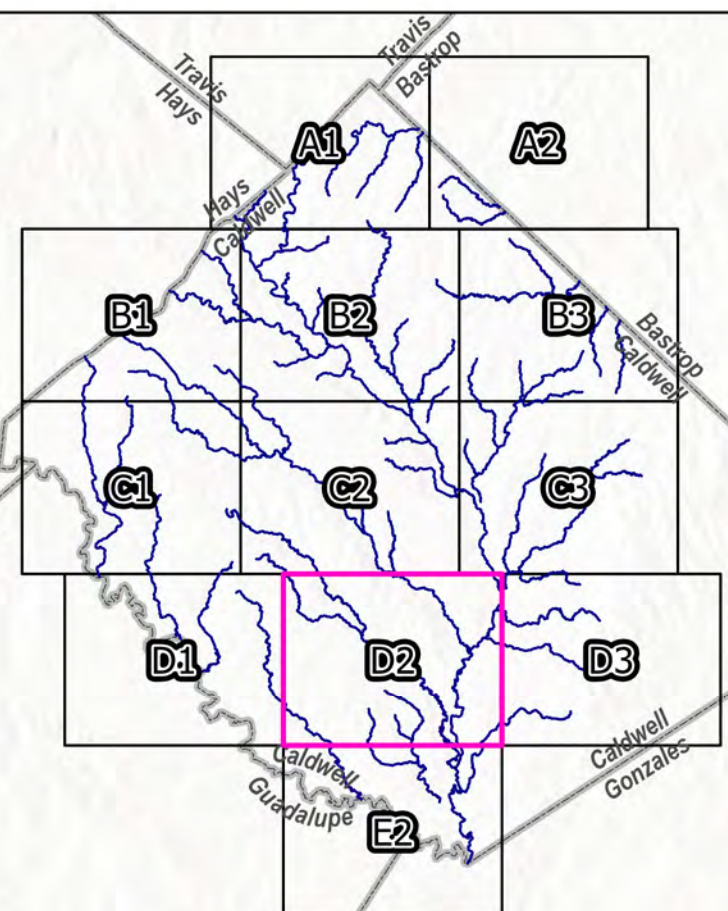 Travis
Bastrop
Travis
Hays
A1
A2
Hays
Caldwell
B1
B2
B3
Bastrop
Caldwell
C1
C2
C3
D1
D2
D3
Caldwell
Guadalupe
Caldwell
Gonzales
E2